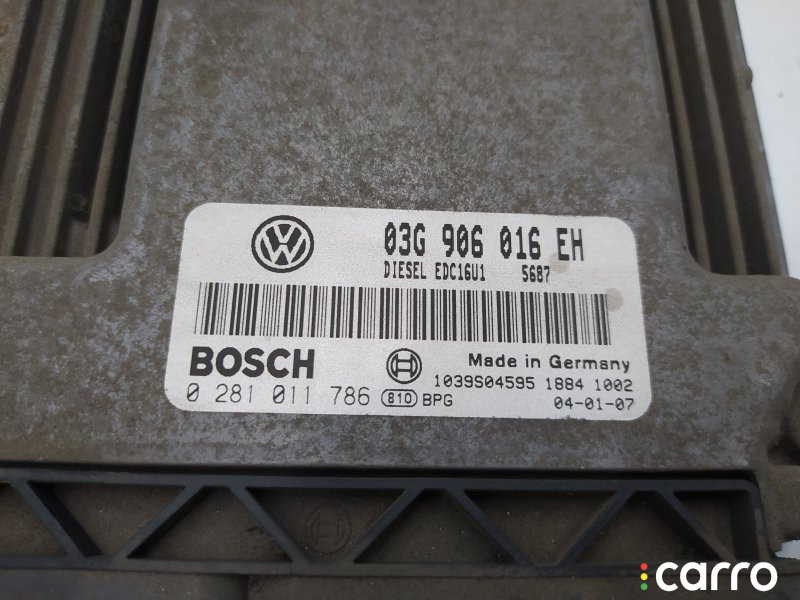 03G 906 016 EH
DIESEL EDC16U1 5687
BOSCH
Made in Germany
1039S04595 1884 1002
0 281 011 786 810 BPG
04-01-07
carro